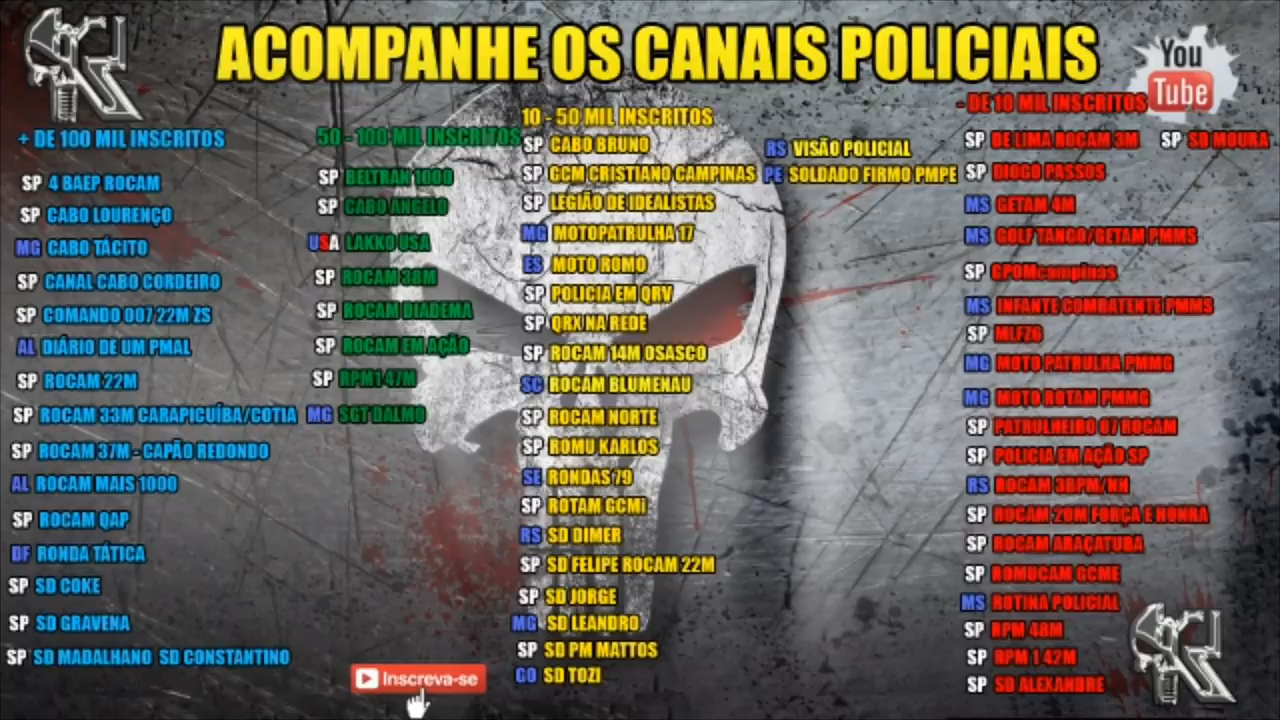 ACOMPANHE OS CANAIS POLICIAIS
You
Tube
+ DE 100 MIL INSCRITOS
SP 4 BAEP ROCAM
SP CABO LOURENÇO
MG CABO TÁCITO
SP CANAL CABO CORDEIRO
SP COMANDO 007 22M ZS
AL DIÁRIO DE UM PMAL
SP ROCAM 22M
SP ROCAM 33M CARAPICUÍBA/COTIA
SP ROCAM 37M - CAPÃO REDONDO
AL ROCAM MAIS 1000
SP ROCAM QAP
DF RONDA TÁTICA
SP SD COKE
SP SD GRAVENA
SP SD MADALHANO SD CONSTANTINO
50 - 100 MIL INSCRITOS
SP BELTRAN 1000
SP CABO ANGELO
USA LAKKO USA
SP ROCAM 38M
SP ROCAM DIADEMA
SP ROCAM EM AÇÃO
SP RPM1 47M
MG SGT DALMO
Inscreva-se
10 - 50 MIL INSCRITOS
SP CABO BRUNO
SP GCM CRISTIANO CAMPINAS
SP LEGIÃO DE IDEALISTAS
MG MOTOPATRULHA 17
ES MOTO ROMO
SP POLICIA EM QRV
SP QRX NA REDE
SP ROCAM 14M OSASCO
SC ROCAM BLUMENAU
SP ROCAM NORTE
SP ROMU KARLOS
SE RONDAS 79
SP ROTAM GCMi
RS SD DIMER
SP SD FELIPE ROCAM 22M
SP SD JORGE
MG SD LEANDRO
SP SD PM MATTOS
GO SD TOZI
RS VISÃO POLICIAL
PE SOLDADO FIRMO PMPE
- DE 10 MIL INSCRITOS
SP DE LIMA ROCAM 3M
SP SD MOURA
SP DIOGO PASSOS
MS GETAM 4M
MS GOLF TANGO/GETAM PMMS
SP GPOMcampinas
MS INFANTE COMBATENTE PMMS
SP MLFZ6
MG MOTO PATRULHA PMMG
MG MOTO ROTAM PMMG
SP PATRULHEIRO 07 ROCAM
SP POLICIA EM AÇÃO SP
RS ROCAM 3BPM/NH
SP ROCAM 20M FORÇA E HONRA
SP ROCAM ARAÇATUBA
SP ROMUCAM GCME
MS ROTINA POLICIAL
SP RPM 48M
SP RPM 1 42M
SP SD ALEXANDRE